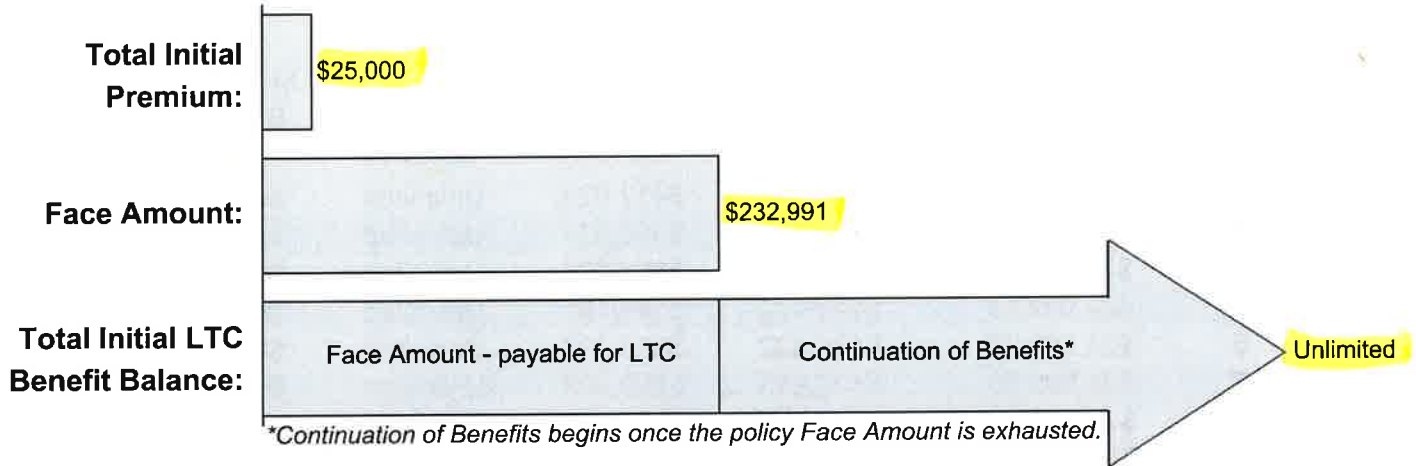 Total Initial
Premium:
$25,000
Face Amount:
$232,991
Total Initial LTC
Benefit Balance:
Face Amount - payable for LTC
Continuation of Benefits*
Unlimited
*Continuation of Benefits begins once the policy Face Amount is exhausted.